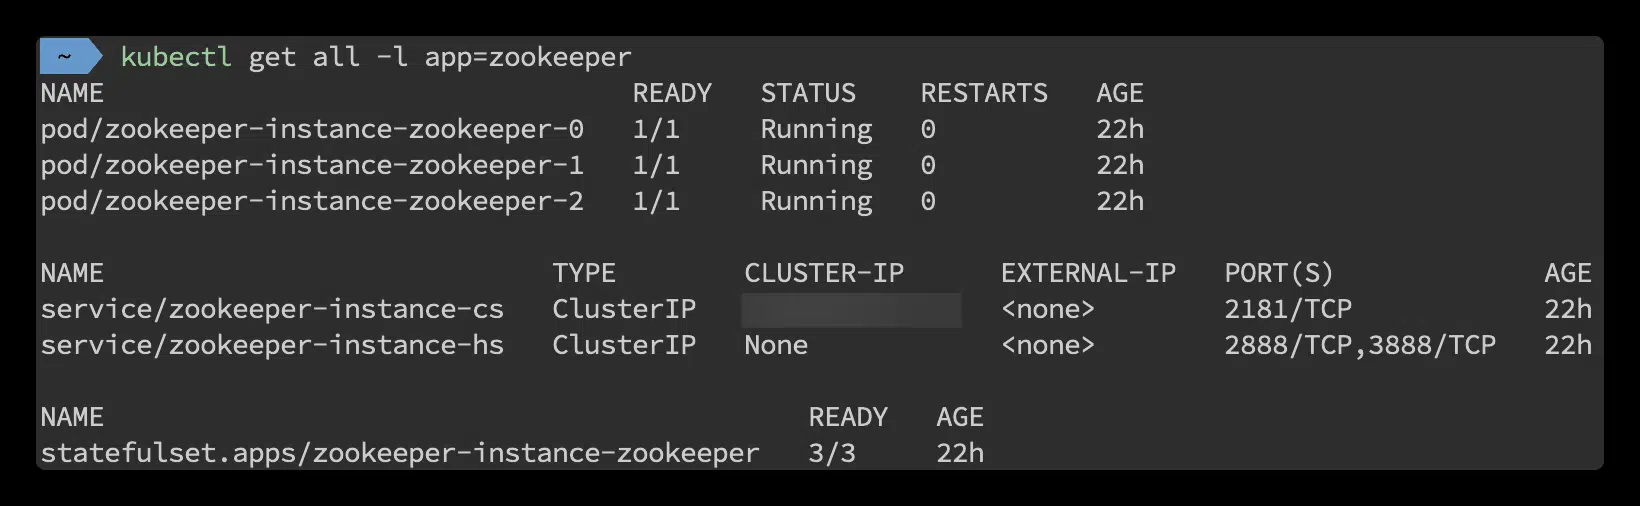 ~ kubectl get all -l app=zookeeper
NAME READY STATUS RESTARTS AGE
pod/zookeeper-instance-zookeeper-0 1/1 Running 0 22h
pod/zookeeper-instance-zookeeper-1 1/1 Running 0 22h
pod/zookeeper-instance-zookeeper-2 1/1 Running 0 22h
NAME TYPE CLUSTER-IP EXTERNAL-IP PORT(S) AGE
service/zookeeper-instance-cs ClusterIP <none> 2181/TCP 22h
service/zookeeper-instance-hs ClusterIP None <none> 2888/TCP,3888/TCP 22h
NAME READY AGE
statefulset.apps/zookeeper-instance-zookeeper 3/3 22h